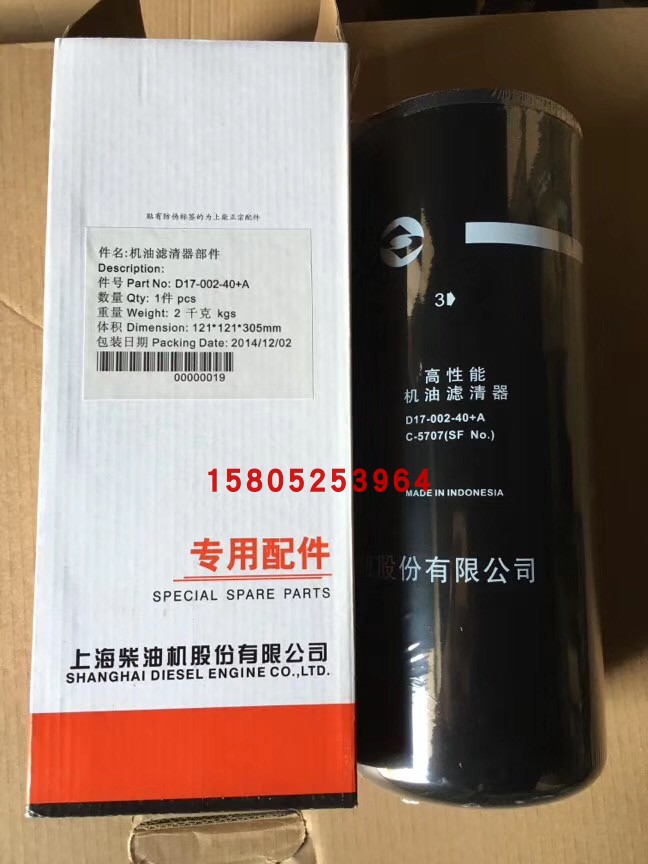 贴有防伪标签的为上柴正宗配件
件名:机油滤清器部件
Description:
件号 Part No: D17-002-40+A
数量 Qty: 1件 pcs
重量 Weight: 2 千克 kgs
体积 Dimension: 121*121*305mm
包装日期 Packing Date: 2014/12/02
00000019
专用配件
SPECIAL SPARE PARTS
上海柴油机股份有限公司
SHANGHAI DIESEL ENGINE CO.,LTD.
3
高性能
机油滤清器
D17-002-40+A
C-5707(SF No.)
MADE IN INDONESIA
股份有限公司
15805253964